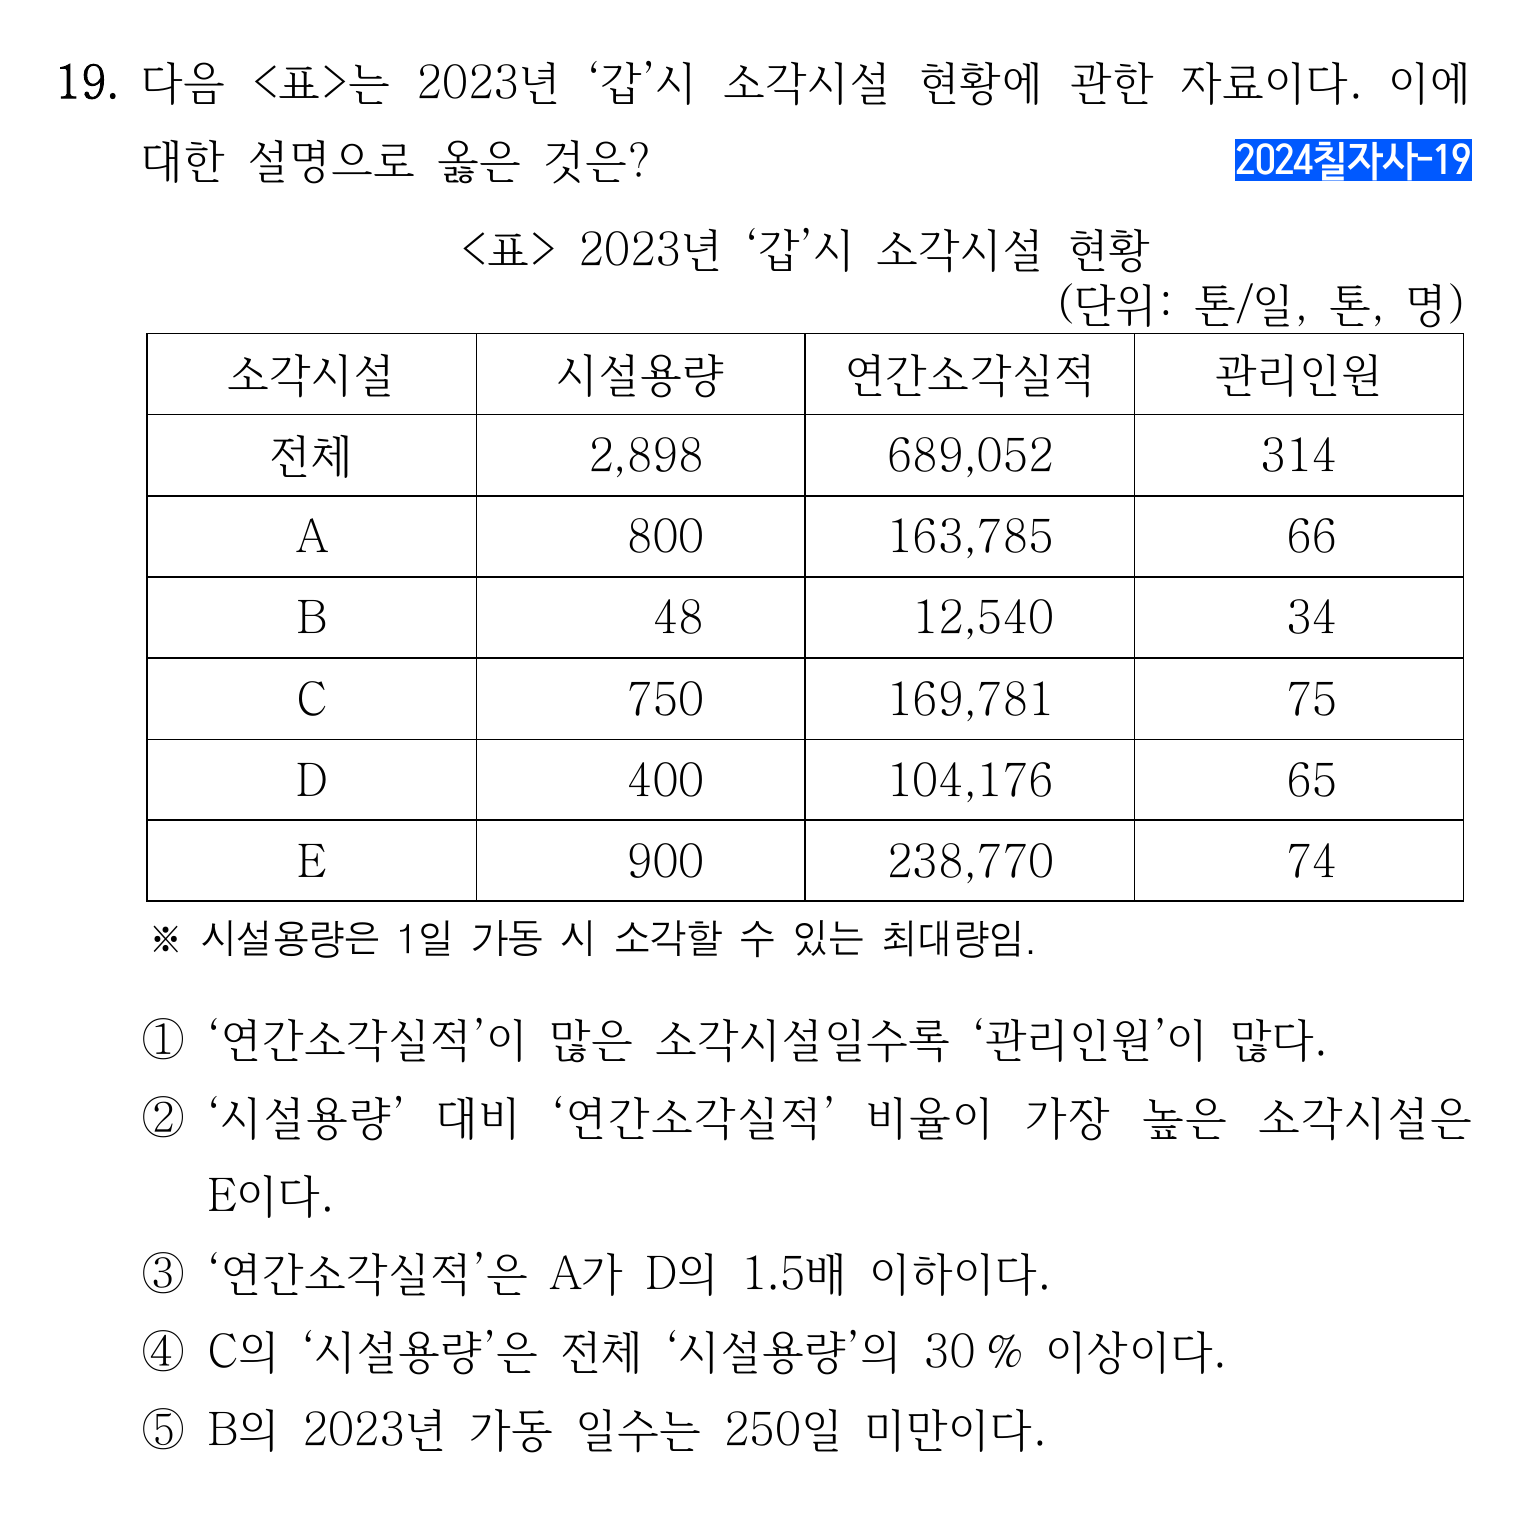 19. 다음 <표>는 2023년 ‘갑’시 소각시설 현황에 관한 자료이다. 이에
대한 설명으로 옳은 것은?
2024칠자사-19
<표> 2023년 ‘갑’시 소각시설 현황
(단위: 톤/일, 톤, 명)
소각시설 시설용량 연간소각실적 관리인원
전체 2,898 689,052 314
A 800 163,785 66
B 48 12,540 34
C 750 169,781 75
D 400 104,176 65
E 900 238,770 74
※ 시설용량은 1일 가동 시 소각할 수 있는 최대량임.
① ‘연간소각실적’이 많은 소각시설일수록 ‘관리인원’이 많다.
② ‘시설용량’ 대비 ‘연간소각실적’ 비율이 가장 높은 소각시설은
E이다.
③ ‘연간소각실적’은 A가 D의 1.5배 이하이다.
④ C의 ‘시설용량’은 전체 ‘시설용량’의 30 % 이상이다.
⑤ B의 2023년 가동 일수는 250일 미만이다.